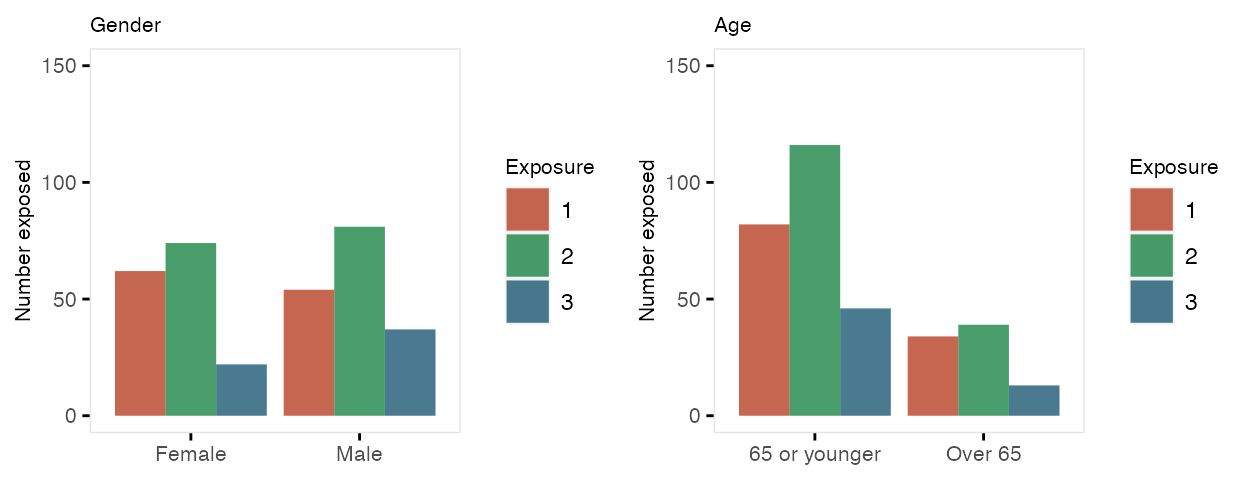 Gender
150
100
50
0
Number exposed
Female Male
Exposure
1
2
3
Age
150
100
50
0
Number exposed
65 or younger Over 65
Exposure
1
2
3